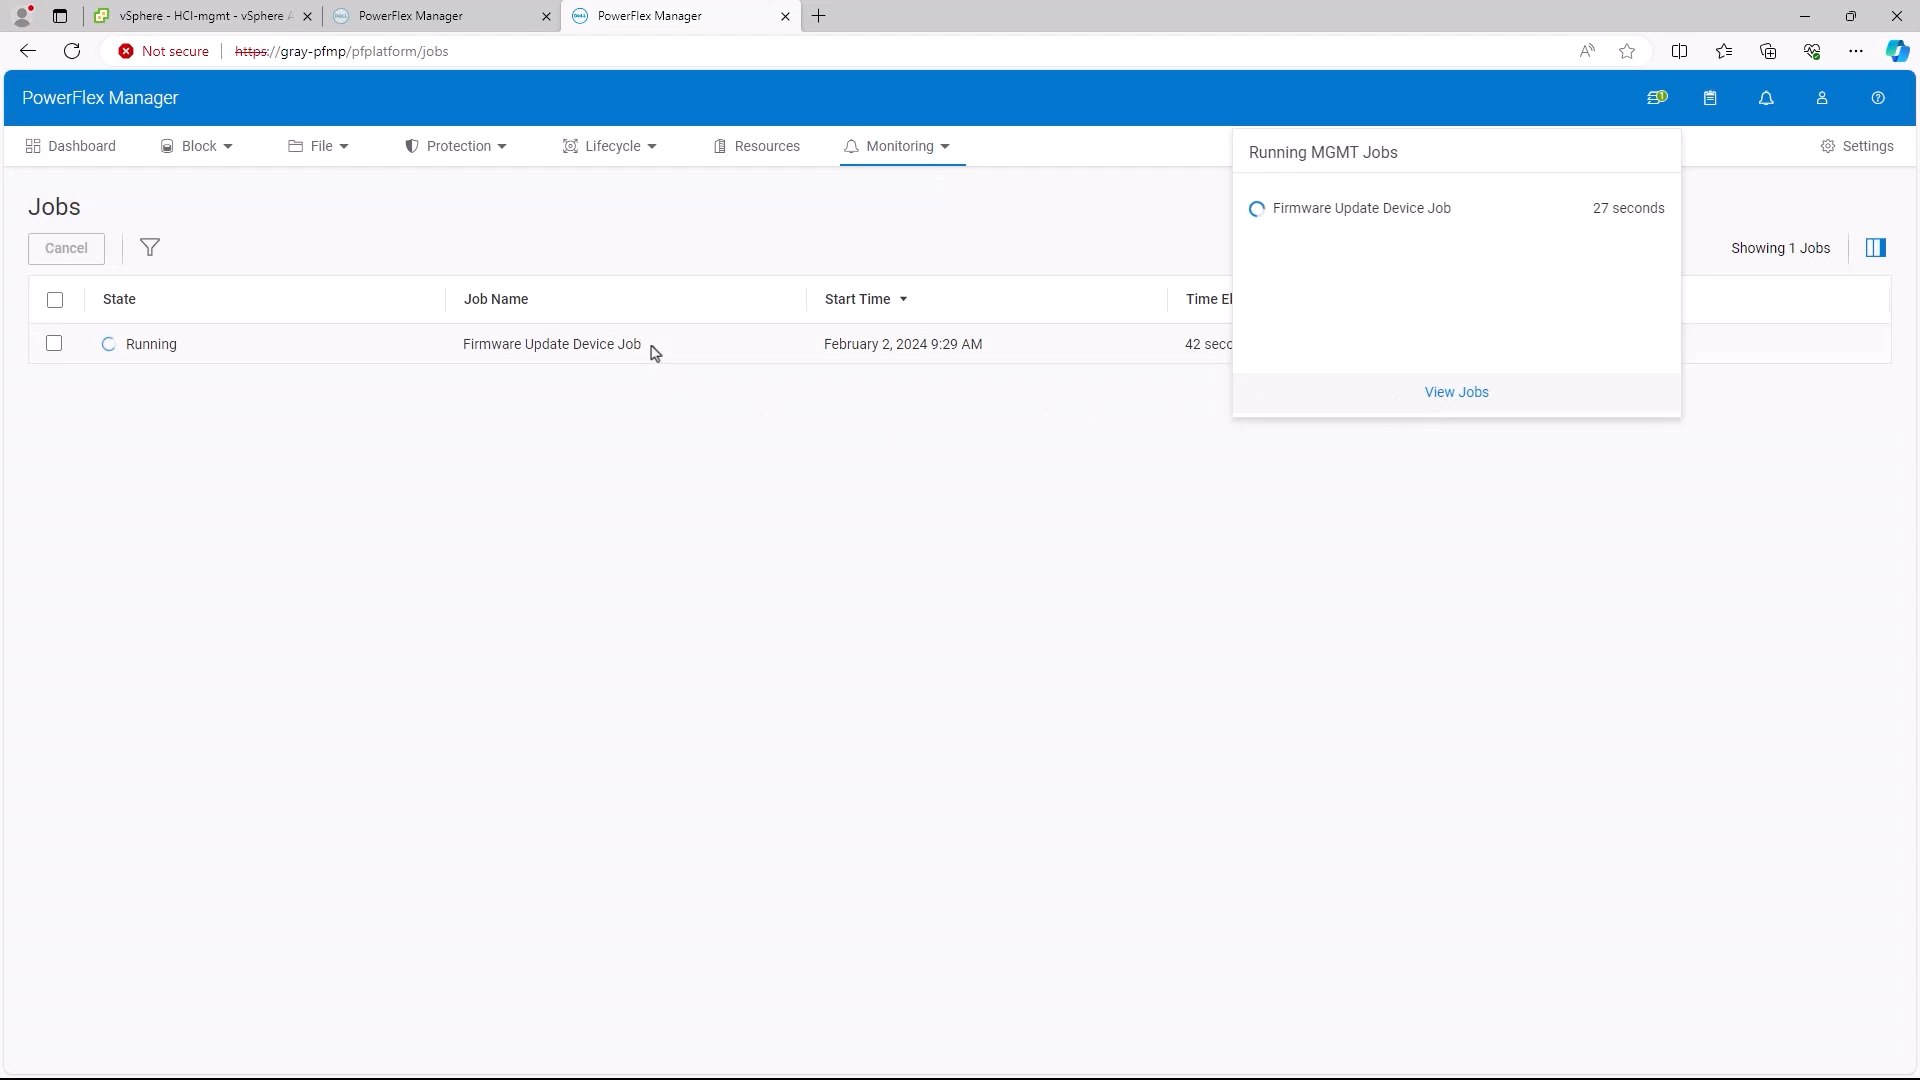 vSphere - HCI-mgmt - vSphere
PowerFlex Manager
PowerFlex Manager
Not secure
https://gray-pfmp/pfplatform/jobs
PowerFlex Manager
1
Dashboard
Block
File
Protection
Lifecycle
Resources
Monitoring
Settings
Running MGMT Jobs
Firmware Update Device Job 27 seconds
View Jobs
Jobs
Cancel
Showing 1 Jobs
State Job Name Start Time Time El
Running Firmware Update Device Job February 2, 2024 9:29 AM 42 seco